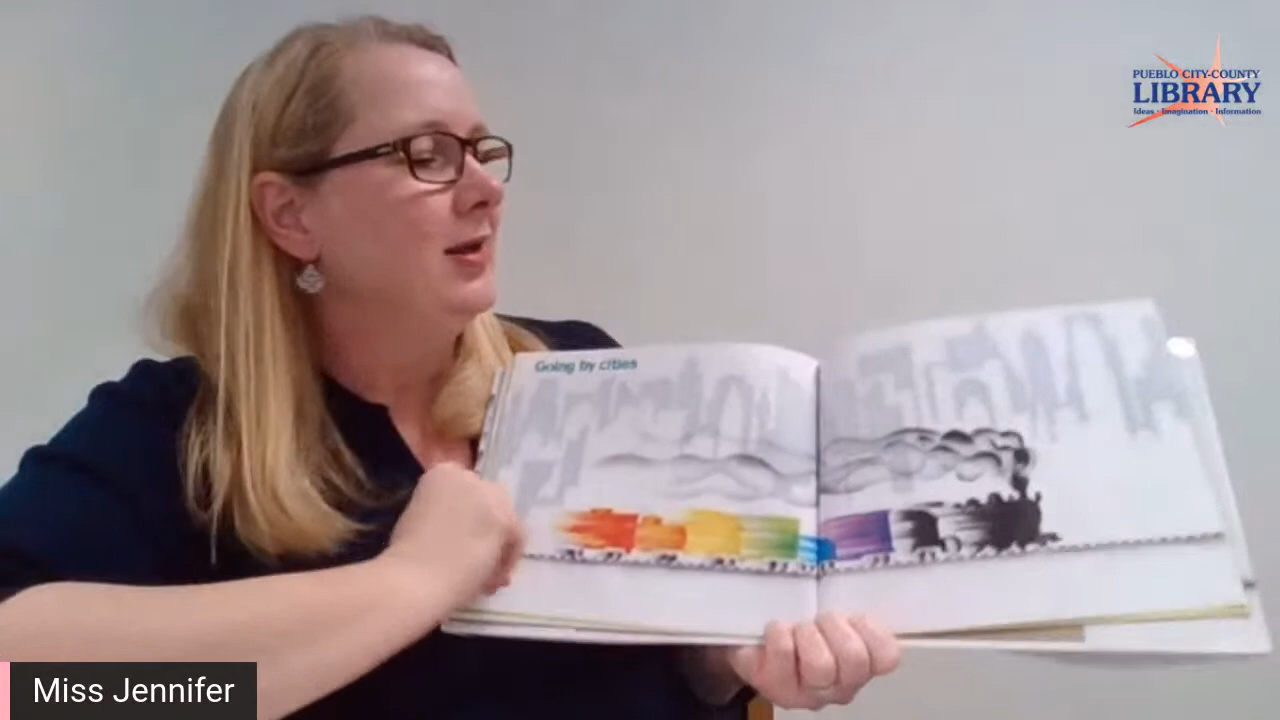 PUEBLO CITY-COUNTY
LIBRARY
Ideas • Imagination • Information
Going by cities
Miss Jennifer